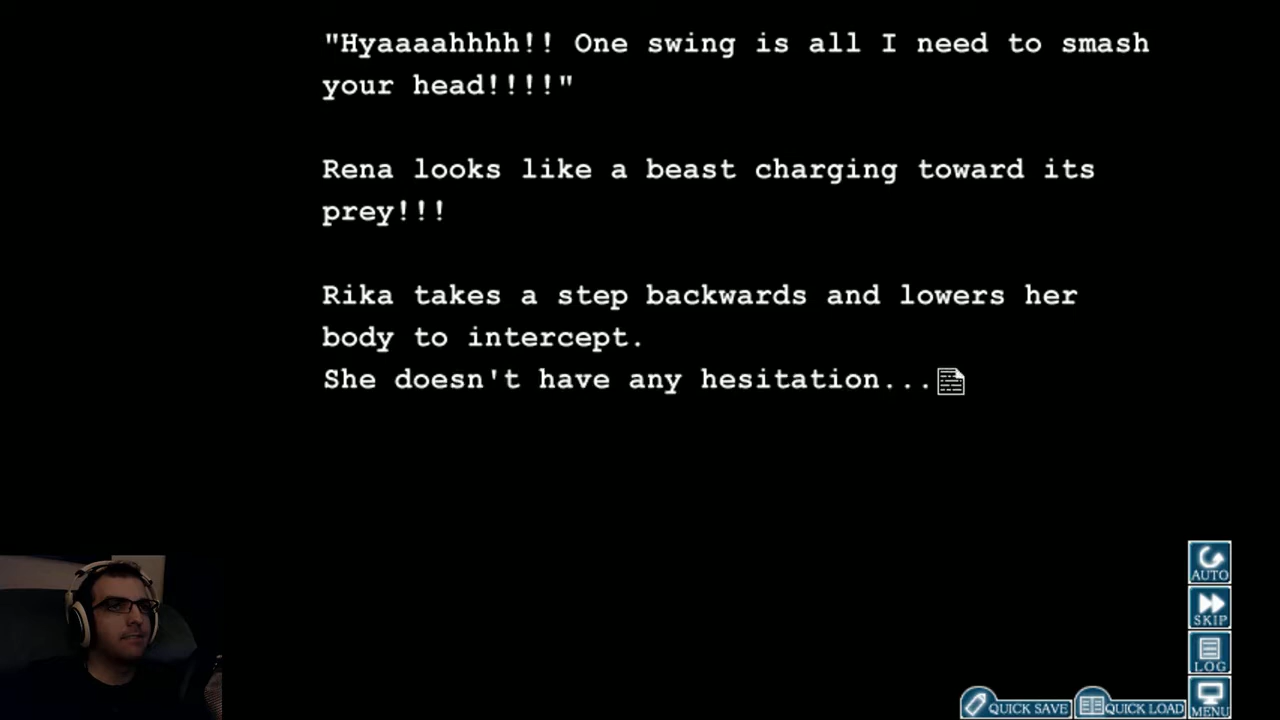 "Hyaaaahhhh!! One swing is all I need to smash
your head!!!!"
Rena looks like a beast charging toward its
prey!!!
Rika takes a step backwards and lowers her
body to intercept.
She doesn't have any hesitation...
AUTO
SKIP
LOG
MENU
QUICK SAVE
QUICK LOAD